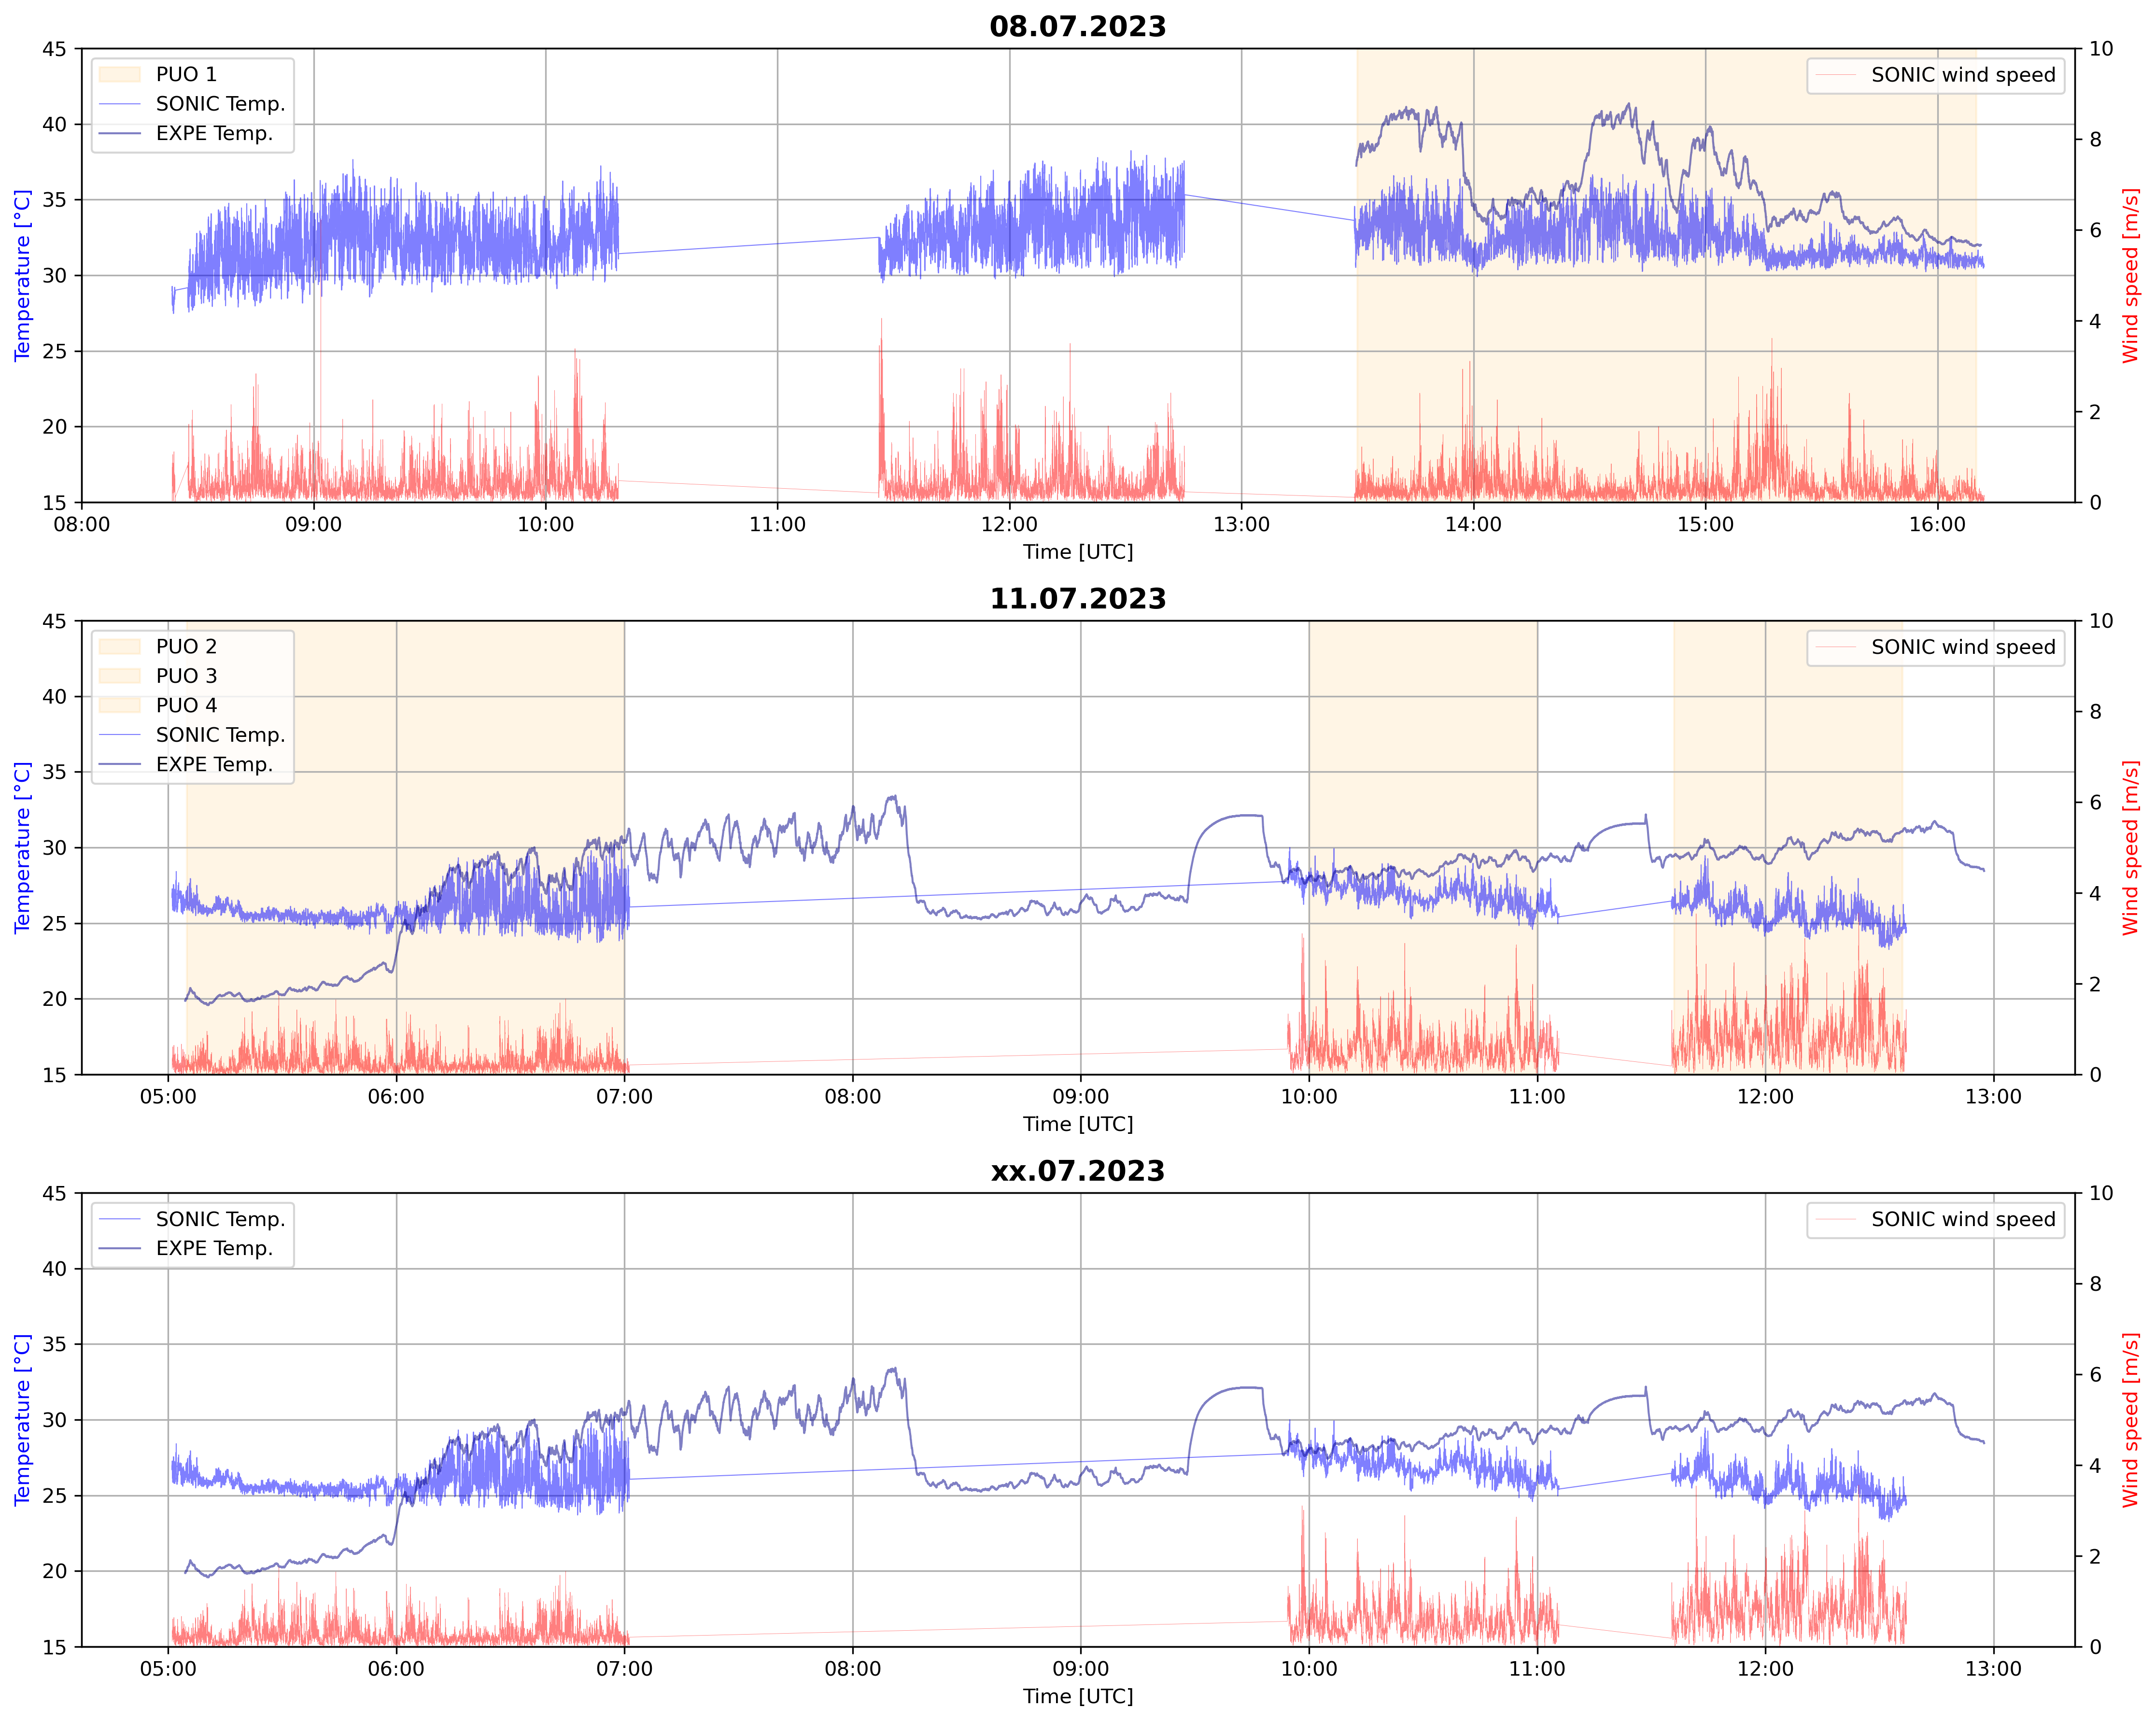 08.07.2023
45
40
35
30
25
20
15
Temperature [°C]
PUO 1
SONIC Temp.
EXPE Temp.
SONIC wind speed
10
8
6
4
2
0
Wind speed [m/s]
08:00 09:00 10:00 11:00 12:00 13:00 14:00 15:00 16:00
Time [UTC]
11.07.2023
45
40
35
30
25
20
15
Temperature [°C]
PUO 2
PUO 3
PUO 4
SONIC Temp.
EXPE Temp.
SONIC wind speed
10
8
6
4
2
0
Wind speed [m/s]
05:00 06:00 07:00 08:00 09:00 10:00 11:00 12:00 13:00
Time [UTC]
xx.07.2023
45
40
35
30
25
20
15
Temperature [°C]
SONIC Temp.
EXPE Temp.
SONIC wind speed
10
8
6
4
2
0
Wind speed [m/s]
05:00 06:00 07:00 08:00 09:00 10:00 11:00 12:00 13:00
Time [UTC]